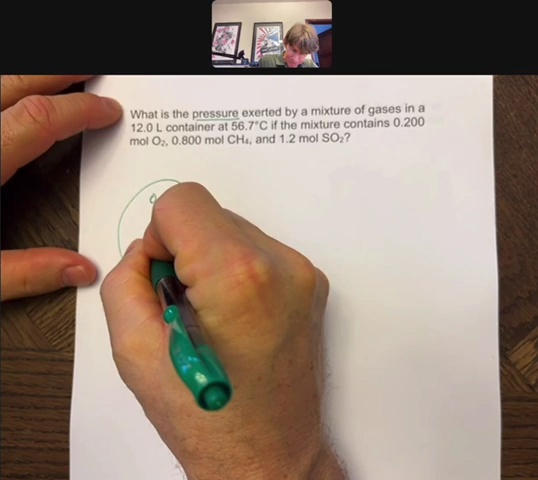 What is the pressure exerted by a mixture of gases in a
12.0 L container at 56.7°C if the mixture contains 0.200
mol O₂, 0.800 mol CH₄, and 1.2 mol SO₂?